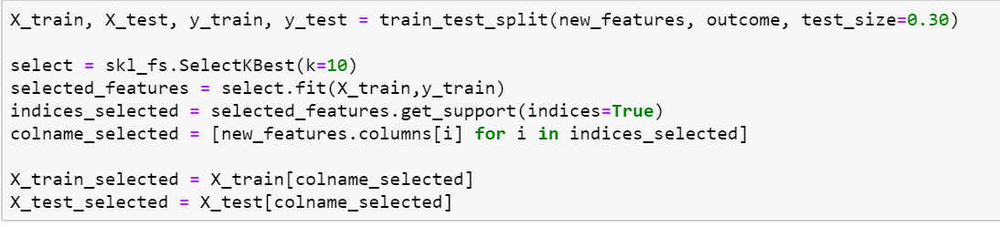 X_train, X_test, y_train, y_test = train_test_split(new_features, outcome, test_size=0.30)
select = skl_fs.SelectKBest(k=10)
selected_features = select.fit(X_train,y_train)
indices_selected = selected_features.get_support(indices=True)
colname_selected = [new_features.columns[i] for i in indices_selected]
X_train_selected = X_train[colname_selected]
X_test_selected = X_test[colname_selected]